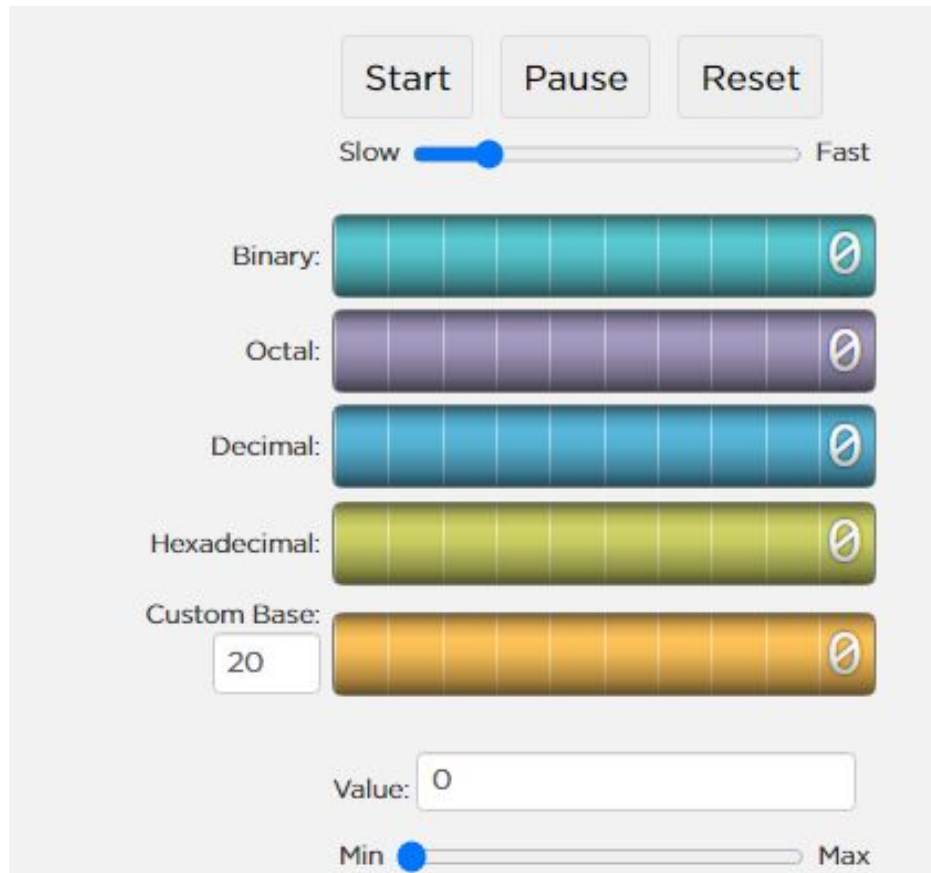 Start Pause Reset
Slow Fast
Binary: 0
Octal: 0
Decimal: 0
Hexadecimal: 0
Custom Base:
20 0
Value: 0
Min Max